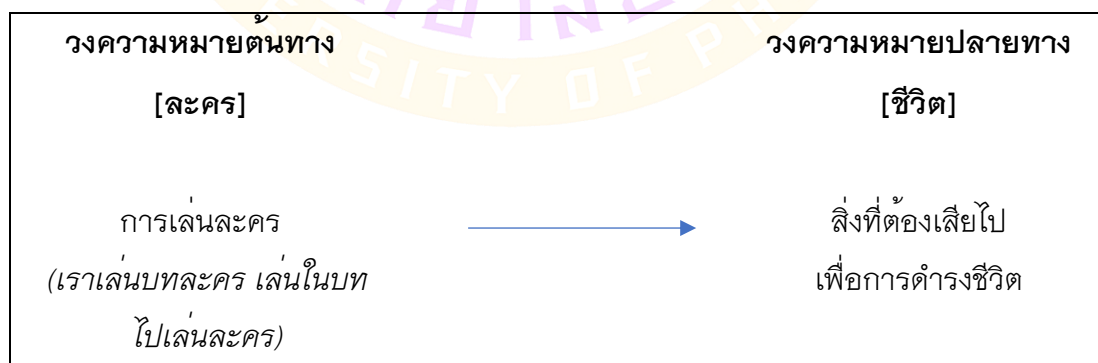 วงความหมายต้นทาง
[ละคร]
วงความหมายปลายทาง
[ชีวิต]
การเล่นละคร
(เราเล่นบทละคร เล่นในบท
ไปเล่นละคร)
สิ่งที่ต้องเสียไป
เพื่อการดำรงชีวิต